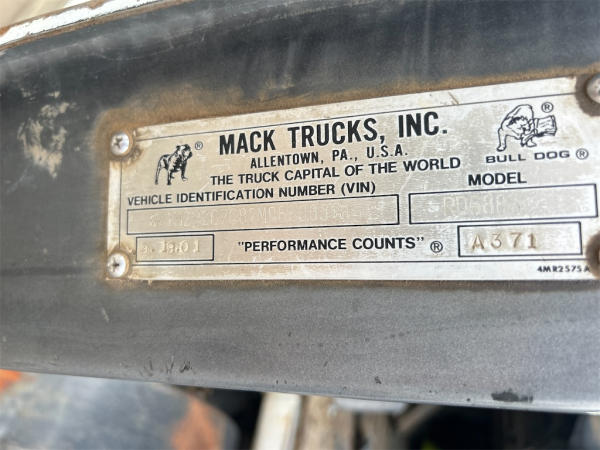 MACK TRUCKS, INC.
ALLENTOWN, PA., U.S.A.
THE TRUCK CAPITAL OF THE WORLD
BULL DOG ®
VEHICLE IDENTIFICATION NUMBER (VIN)
MODEL
"PERFORMANCE COUNTS" ®
A371
4MR2575A